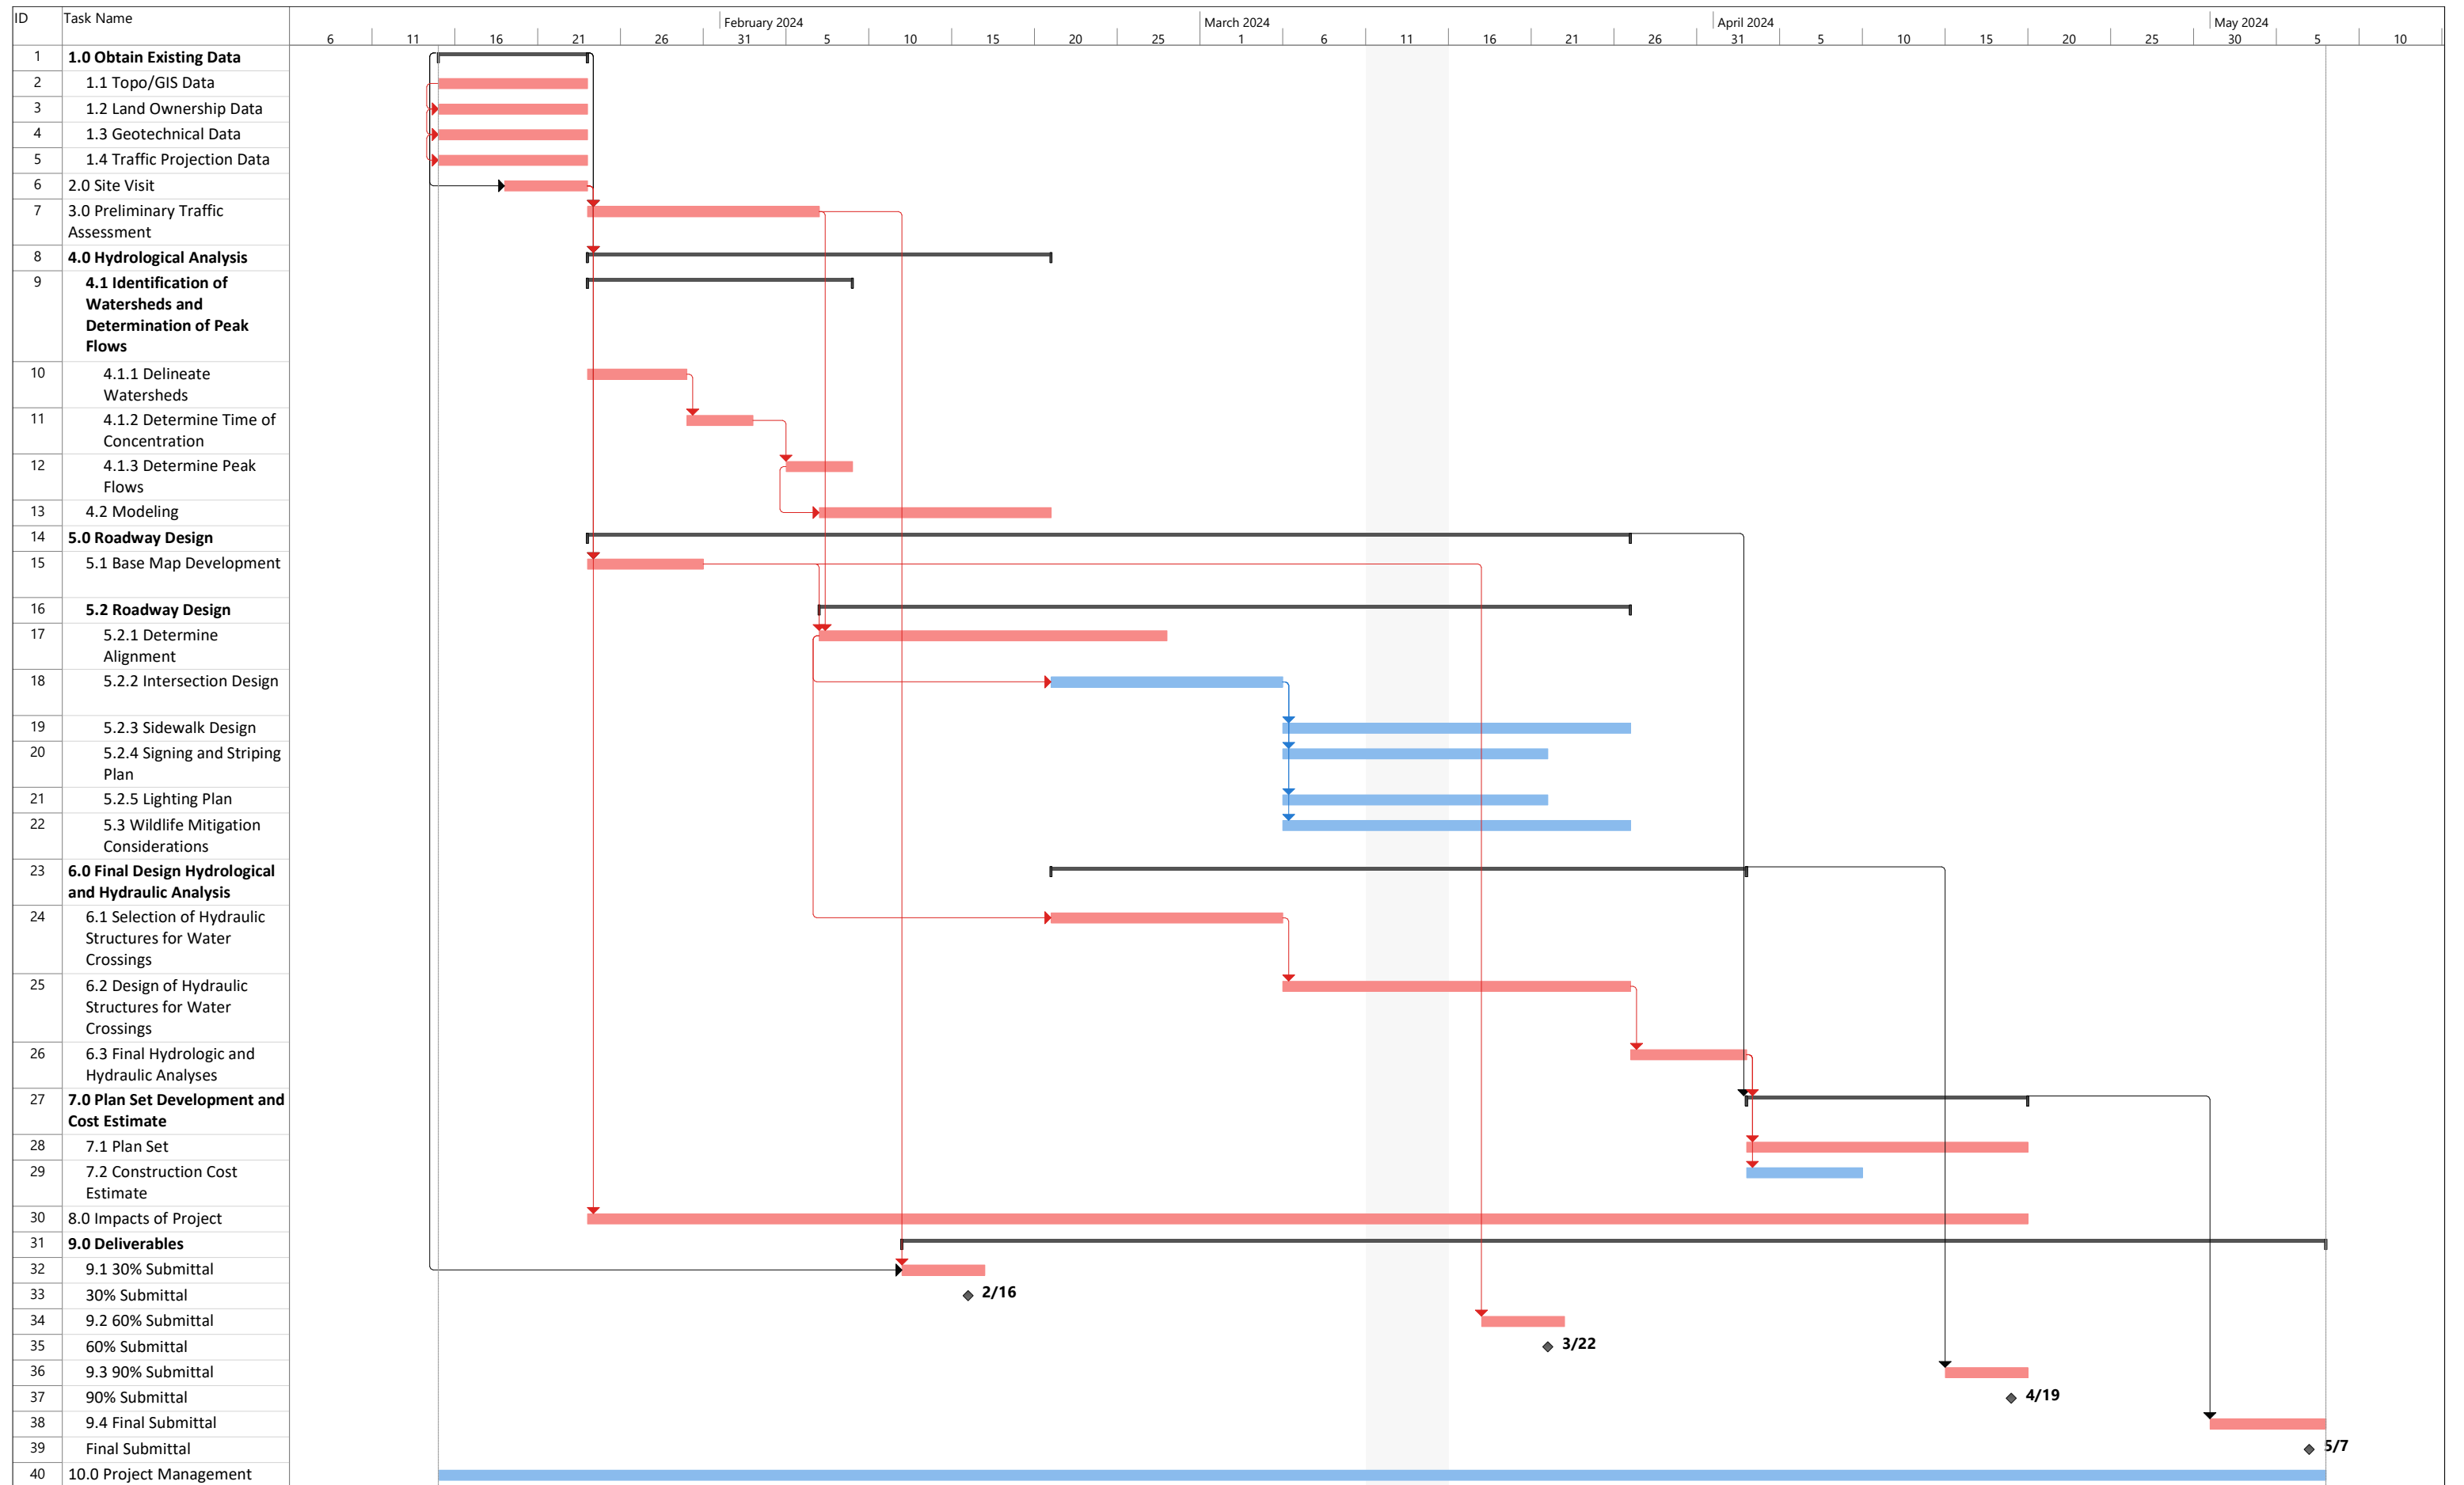 ID Task Name February 2024 March 2024 April 2024 May 2024
6 11 16 21 26 31 5 10 15 20 25 1 6 11 16 21 26 31 5 10 15 20 25 30 5 10
1 1.0 Obtain Existing Data
2 1.1 Topo/GIS Data
3 1.2 Land Ownership Data
4 1.3 Geotechnical Data
5 1.4 Traffic Projection Data
6 2.0 Site Visit
7 3.0 Preliminary Traffic
Assessment
8 4.0 Hydrological Analysis
9 4.1 Identification of
Watersheds and
Determination of Peak
Flows
10 4.1.1 Delineate
Watersheds
11 4.1.2 Determine Time of
Concentration
12 4.1.3 Determine Peak
Flows
13 4.2 Modeling
14 5.0 Roadway Design
15 5.1 Base Map Development
16 5.2 Roadway Design
17 5.2.1 Determine
Alignment
18 5.2.2 Intersection Design
19 5.2.3 Sidewalk Design
20 5.2.4 Signing and Striping
Plan
21 5.2.5 Lighting Plan
22 5.3 Wildlife Mitigation
Considerations
23 6.0 Final Design Hydrological
and Hydraulic Analysis
24 6.1 Selection of Hydraulic
Structures for Water
Crossings
25 6.2 Design of Hydraulic
Structures for Water
Crossings
26 6.3 Final Hydrologic and
Hydraulic Analyses
27 7.0 Plan Set Development and
Cost Estimate
28 7.1 Plan Set
29 7.2 Construction Cost
Estimate
30 8.0 Impacts of Project
31 9.0 Deliverables
32 9.1 30% Submittal
33 30% Submittal 2/16
34 9.2 60% Submittal
35 60% Submittal 3/22
36 9.3 90% Submittal
37 90% Submittal 4/19
38 9.4 Final Submittal
39 Final Submittal 5/7
40 10.0 Project Management